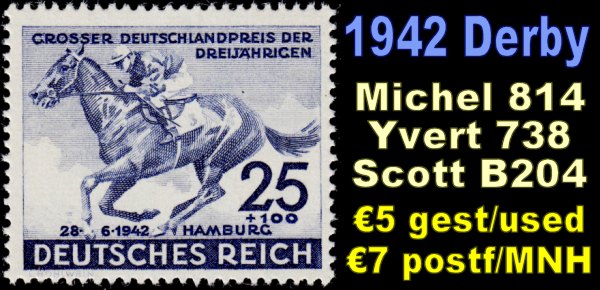 GROSSER DEUTSCHLANDPREIS DER
DREIJÄHRIGEN
25
+100
28· 6·1942 HAMBURG
DEUTSCHES REICH
1942 Derby
Michel 814
Yvert 738
Scott B204
€5 gest/used
€7 postf/MNH